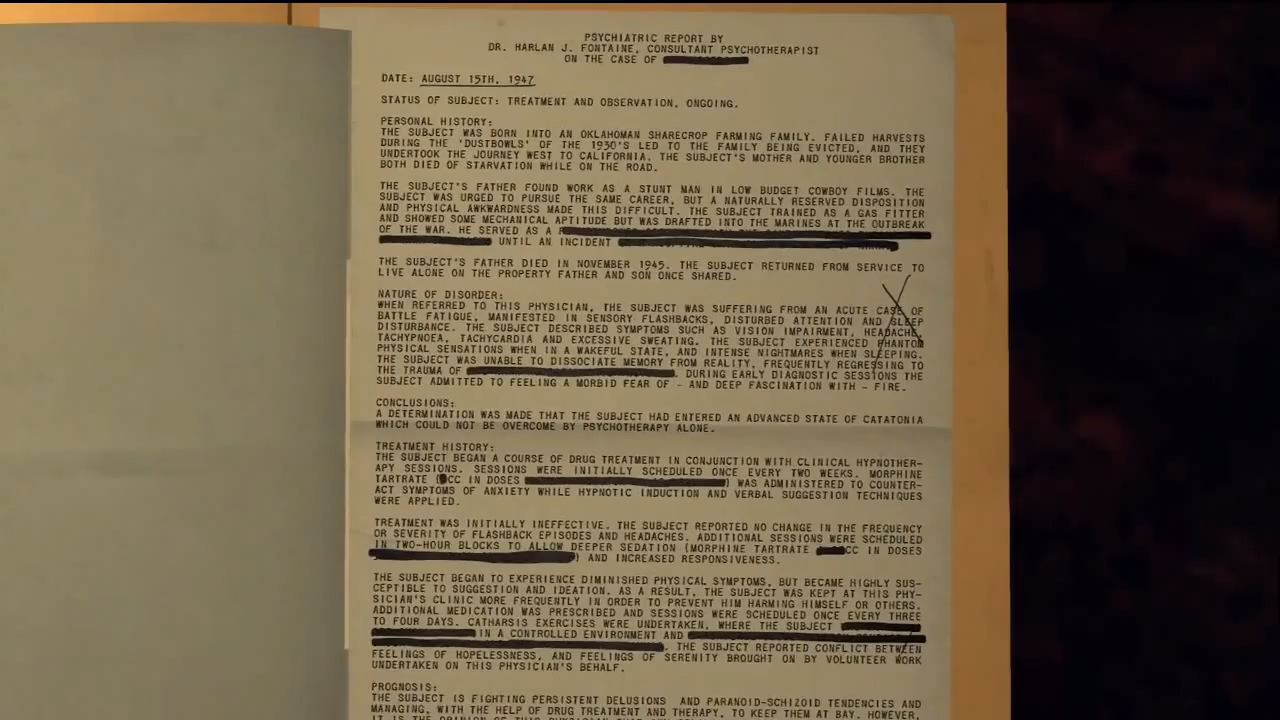 PSYCHIATRIC REPORT BY
DR. HARLAN J. FONTAINE, CONSULTANT PSYCHOTHERAPIST
ON THE CASE OF
DATE: AUGUST 15TH, 1947
STATUS OF SUBJECT: TREATMENT AND OBSERVATION, ONGOING.
PERSONAL HISTORY:
THE SUBJECT WAS BORN INTO AN OKLAHOMAN SHARECROP FARMING FAMILY. FAILED HARVESTS
DURING THE 'DUSTBOWLS' OF THE 1930'S LED TO THE FAMILY BEING EVICTED, AND THEY
UNDERTOOK THE JOURNEY WEST TO CALIFORNIA. THE SUBJECT'S MOTHER AND YOUNGER BROTHER
BOTH DIED OF STARVATION WHILE ON THE ROAD.
THE SUBJECT'S FATHER FOUND WORK AS A STUNT MAN IN LOW BUDGET COWBOY FILMS. THE
SUBJECT WAS URGED TO PURSUE THE SAME CAREER, BUT A NATURALLY RESERVED DISPOSITION
AND PHYSICAL AWKWARDNESS MADE THIS DIFFICULT. THE SUBJECT TRAINED AS A GAS FITTER
AND SHOWED SOME MECHANICAL APTITUDE BUT WAS DRAFTED INTO THE MARINES AT THE OUTBREAK
OF THE WAR. HE SERVED AS A
UNTIL AN INCIDENT
THE SUBJECT'S FATHER DIED IN NOVEMBER 1945. THE SUBJECT RETURNED FROM SERVICE TO
LIVE ALONE ON THE PROPERTY FATHER AND SON ONCE SHARED.
NATURE OF DISORDER:
WHEN REFERRED TO THIS PHYSICIAN, THE SUBJECT WAS SUFFERING FROM AN ACUTE CASE OF
BATTLE FATIGUE, MANIFESTED IN SENSORY FLASHBACKS, DISTURBED ATTENTION AND SLEEP
DISTURBANCE. THE SUBJECT DESCRIBED SYMPTOMS SUCH AS VISION IMPAIRMENT, HEADACHE,
TACHYPNOEA, TACHYCARDIA AND EXCESSIVE SWEATING. THE SUBJECT EXPERIENCED PHANTOM
PHYSICAL SENSATIONS WHEN IN A WAKEFUL STATE, AND INTENSE NIGHTMARES WHEN SLEEPING.
THE SUBJECT WAS UNABLE TO DISSOCIATE MEMORY FROM REALITY, FREQUENTLY REGRESSING TO
THE TRAUMA OF . DURING EARLY DIAGNOSTIC SESSIONS THE
SUBJECT ADMITTED TO FEELING A MORBID FEAR OF - AND DEEP FASCINATION WITH - FIRE.
CONCLUSIONS:
A DETERMINATION WAS MADE THAT THE SUBJECT HAD ENTERED AN ADVANCED STATE OF CATATONIA
WHICH COULD NOT BE OVERCOME BY PSYCHOTHERAPY ALONE.
TREATMENT HISTORY:
THE SUBJECT BEGAN A COURSE OF DRUG TREATMENT IN CONJUNCTION WITH CLINICAL HYPNOTHER-
APY SESSIONS. SESSIONS WERE INITIALLY SCHEDULED ONCE EVERY TWO WEEKS. MORPHINE
TARTRATE ( CC IN DOSES ) WAS ADMINISTERED TO COUNTER-
ACT SYMPTOMS OF ANXIETY WHILE HYPNOTIC INDUCTION AND VERBAL SUGGESTION TECHNIQUES
WERE APPLIED.
TREATMENT WAS INITIALLY INEFFECTIVE. THE SUBJECT REPORTED NO CHANGE IN THE FREQUENCY
OR SEVERITY OF FLASHBACK EPISODES AND HEADACHES. ADDITIONAL SESSIONS WERE SCHEDULED
IN TWO-HOUR BLOCKS TO ALLOW DEEPER SEDATION (MORPHINE TARTRATE CC IN DOSES
) AND INCREASED RESPONSIVENESS.
THE SUBJECT BEGAN TO EXPERIENCE DIMINISHED PHYSICAL SYMPTOMS, BUT BECAME HIGHLY SUS-
CEPTIBLE TO SUGGESTION AND IDEATION. AS A RESULT, THE SUBJECT WAS KEPT AT THIS PHY-
SICIAN'S CLINIC MORE FREQUENTLY IN ORDER TO PREVENT HIM HARMING HIMSELF OR OTHERS.
ADDITIONAL MEDICATION WAS PRESCRIBED AND SESSIONS WERE SCHEDULED ONCE EVERY THREE
TO FOUR DAYS. CATHARSIS EXERCISES WERE UNDERTAKEN, WHERE THE SUBJECT
IN A CONTROLLED ENVIRONMENT AND
. THE SUBJECT REPORTED CONFLICT BETWEEN
FEELINGS OF HOPELESSNESS, AND FEELINGS OF SERENITY BROUGHT ON BY VOLUNTEER WORK
UNDERTAKEN ON THIS PHYSICIAN'S BEHALF.
PROGNOSIS:
THE SUBJECT IS FIGHTING PERSISTENT DELUSIONS AND PARANOID-SCHIZOID TENDENCIES AND
MANAGING, WITH THE HELP OF DRUG TREATMENT AND THERAPY, TO KEEP THEM AT BAY. HOWEVER,
IT IS THE OPINION OF THIS PHYSICIAN THAT